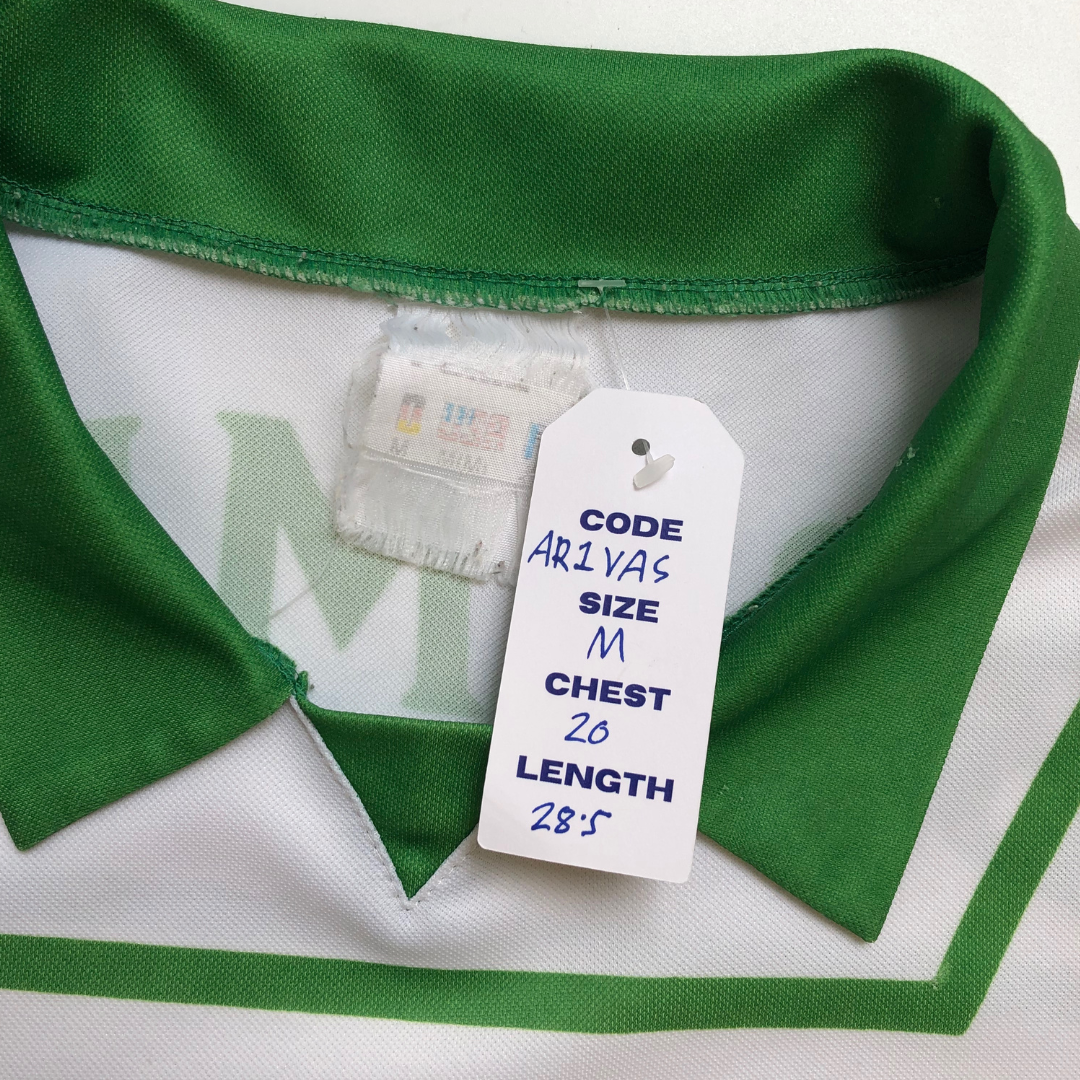 M
M
CODE
AR1VAS
SIZE
M
CHEST
20
LENGTH
28.5